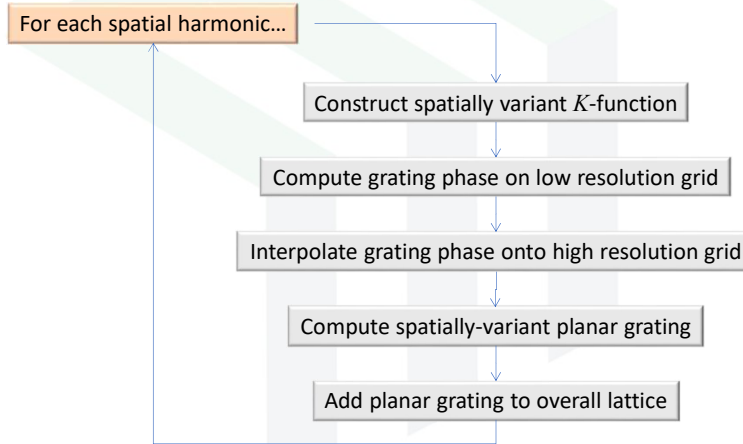 For each spatial harmonic…
Construct spatially variant K-function
Compute grating phase on low resolution grid
Interpolate grating phase onto high resolution grid
Compute spatially-variant planar grating
Add planar grating to overall lattice